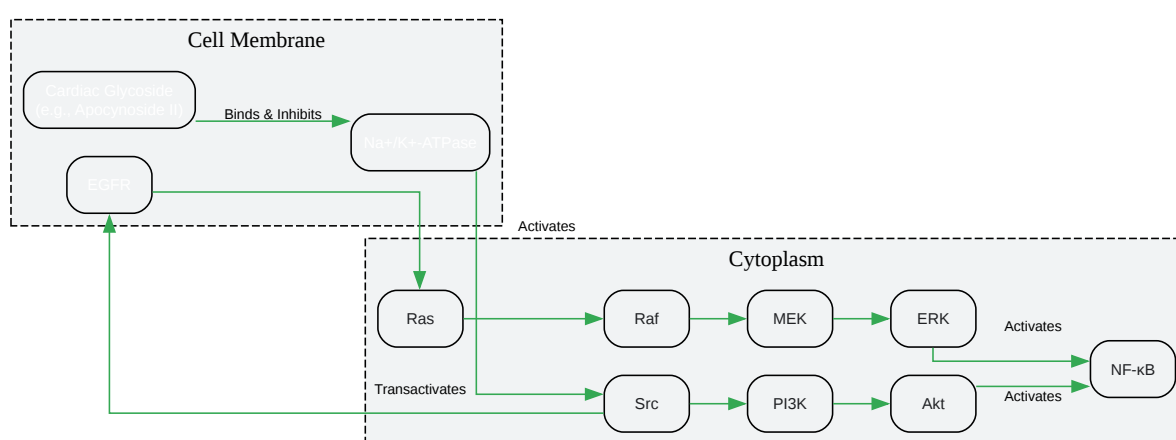 Cell Membrane
Cardiac Glycoside
(e.g., Apocynoside II)
Binds & Inhibits
Na+/K+-ATPase
EGFR
Activates
Cytoplasm
Ras
Raf
MEK
ERK
Activates
NF-κB
Transactivates
Src
PI3K
Akt
Activates